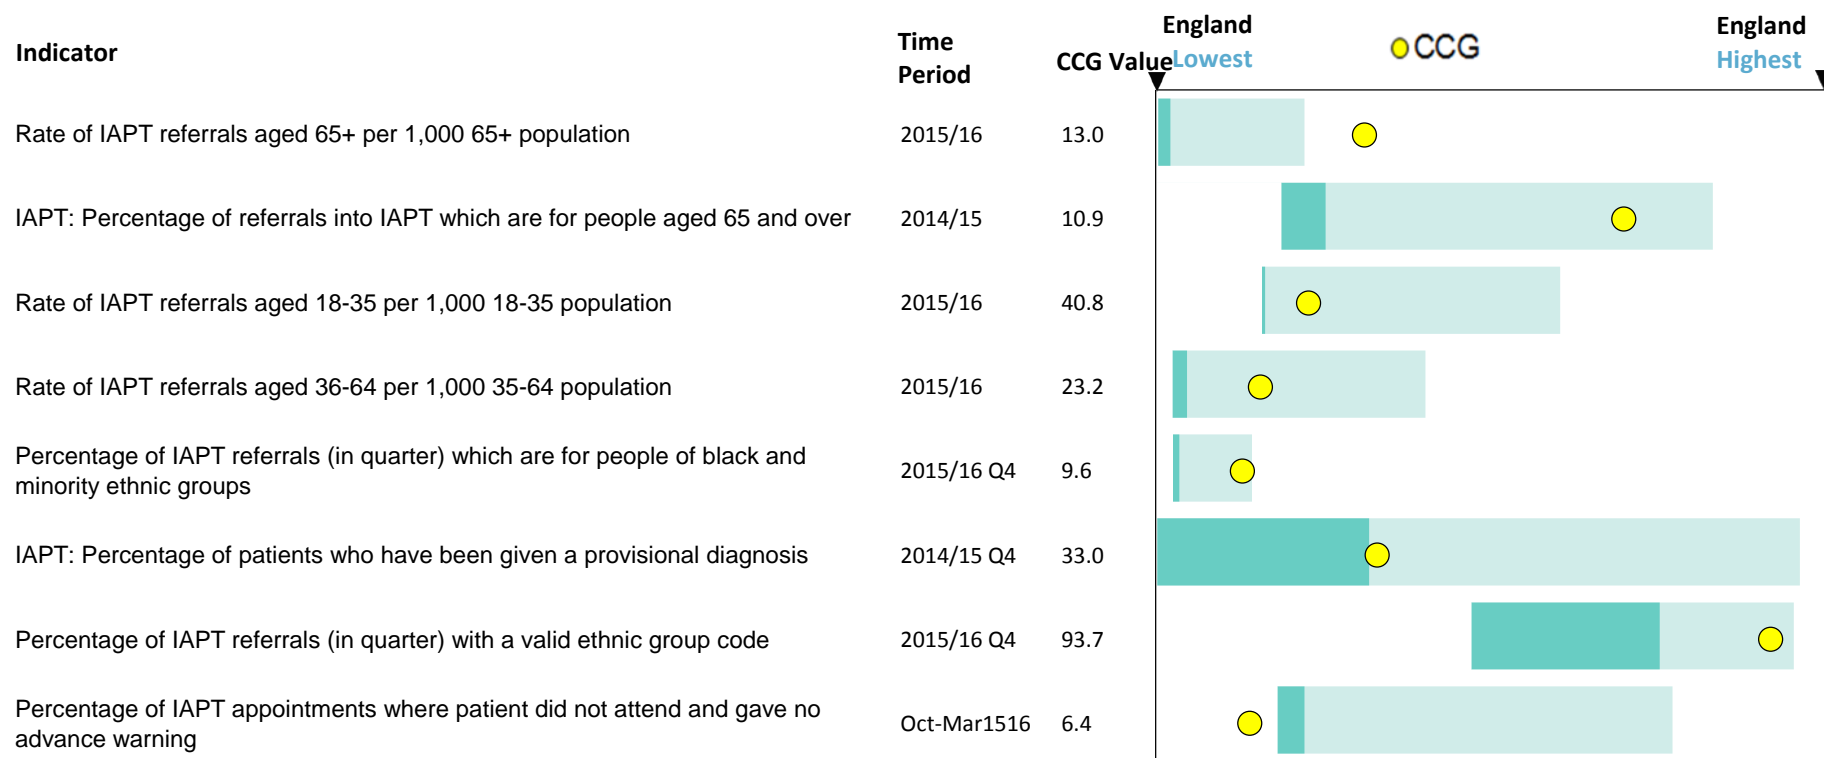 Indicator
Time
Period
CCG Value
England
Lowest
CCG
England
Highest
Rate of IAPT referrals aged 65+ per 1,000 65+ population 2015/16 13.0
IAPT: Percentage of referrals into IAPT which are for people aged 65 and over 2014/15 10.9
Rate of IAPT referrals aged 18-35 per 1,000 18-35 population 2015/16 40.8
Rate of IAPT referrals aged 36-64 per 1,000 35-64 population 2015/16 23.2
Percentage of IAPT referrals (in quarter) which are for people of black and
minority ethnic groups
2015/16 Q4 9.6
IAPT: Percentage of patients who have been given a provisional diagnosis 2014/15 Q4 33.0
Percentage of IAPT referrals (in quarter) with a valid ethnic group code 2015/16 Q4 93.7
Percentage of IAPT appointments where patient did not attend and gave no
advance warning
Oct-Mar1516 6.4